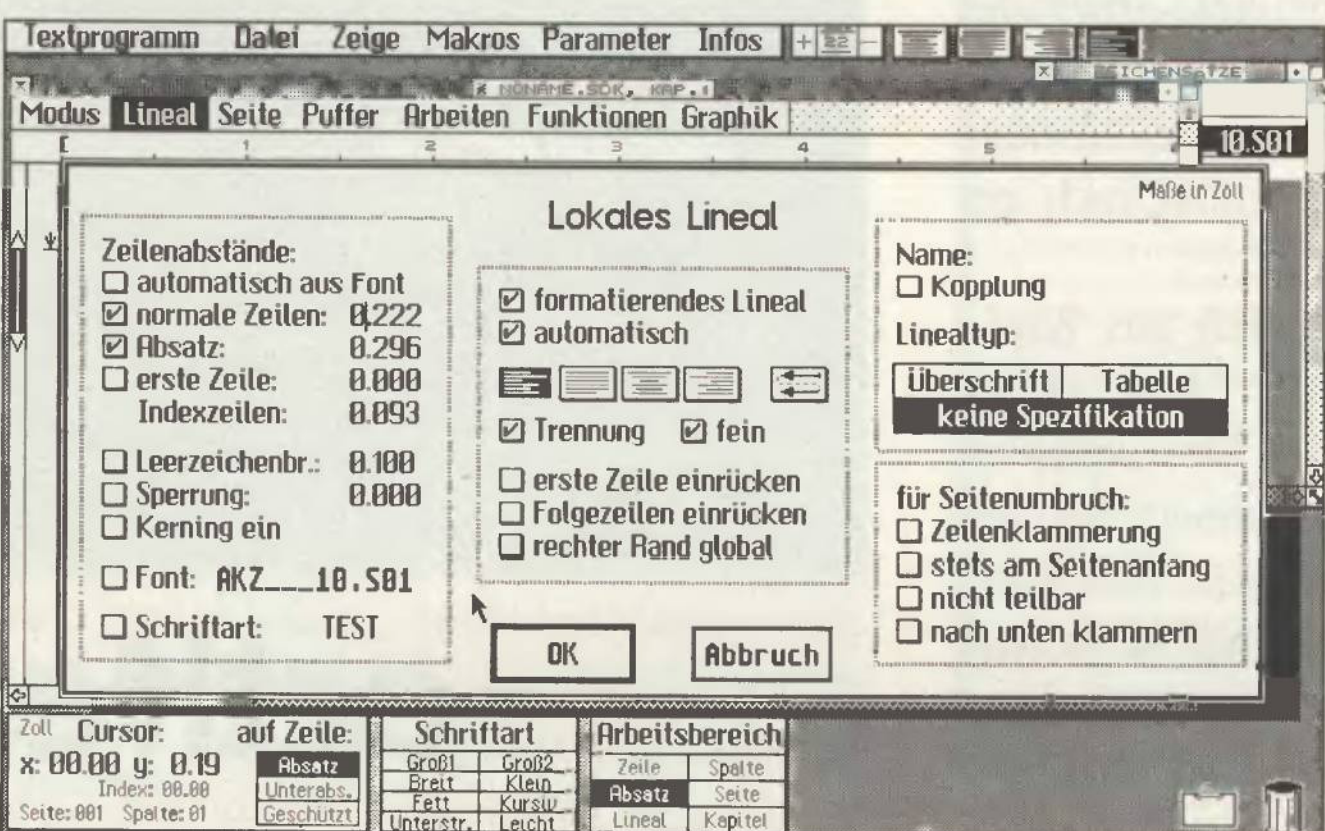 Textprogramm Datei Zeige Makros Parameter Infos + 22 -
NONAME.SDK, KAP.1
Modus Lineal Seite Puffer Arbeiten Funktionen Graphik
10.S01
1 2 3 4 5
Maße in Zoll
Lokales Lineal
Zeilenabstände:
automatisch aus Font
normale Zeilen: 0.222
Absatz: 0.296
erste Zeile: 0.000
Indexzeilen: 0.093
Leerzeichenbr.: 0.100
Sperrung: 0.000
Kerning ein
Font: AKZ___10.S01
Schriftart: TEST
formatierendes Lineal
automatisch
Trennung fein
erste Zeile einrücken
Folgezeilen einrücken
rechter Rand global
OK Abbruch
Name:
Kopplung
Linealtyp:
Überschrift Tabelle
keine Spezifikation
für Seitenumbruch:
Zeilenklammerung
stets am Seitenanfang
nicht teilbar
nach unten klammern
Zoll Cursor: auf Zeile:
x: 00.00 y: 0.19 Absatz
Index: 00.00 Unterabs.
Seite: 001 Spalte: 01 Geschützt
Schriftart
Groß1 Groß2
Breit Klein
Fett Kursiv
Unterstr. Leicht
Arbeitsbereich
Zeile Spalte
Absatz Seite
Lineal Kapitel